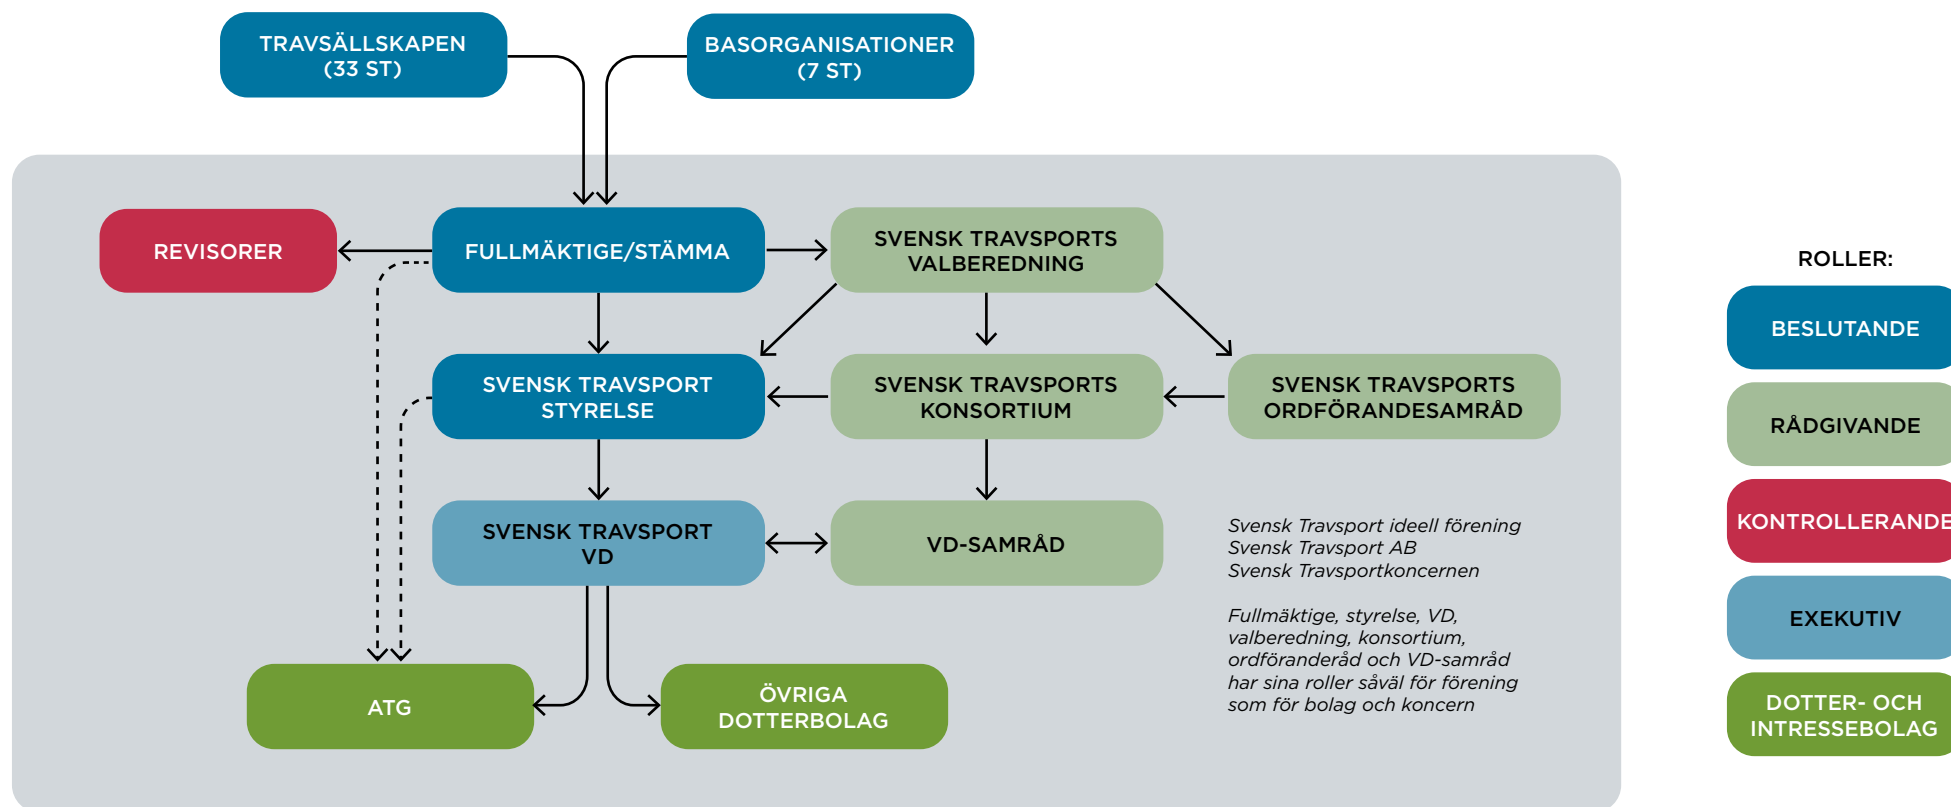 TRAVSÄLLSKAPEN
(33 ST)
BASORGANISATIONER
(7 ST)
REVISORER
FULLMÄKTIGE/STÄMMA
SVENSK TRAVSPORTS
VALBEREDNING
SVENSK TRAVSPORT
STYRELSE
SVENSK TRAVSPORTS
KONSORTIUM
SVENSK TRAVSPORTS
ORDFÖRANDESAMRÅD
SVENSK TRAVSPORT
VD
VD-SAMRÅD
Svensk Travsport ideell förening
Svensk Travsport AB
Svensk Travsportkoncernen
Fullmäktige, styrelse, VD,
valberedning, konsortium,
ordföranderåd och VD-samråd
har sina roller såväl för förening
som för bolag och koncern
ATG
ÖVRIGA
DOTTERBOLAG
ROLLER:
BESLUTANDE
RÅDGIVANDE
KONTROLLERANDE
EXEKUTIV
DOTTER- OCH
INTRESSEBOLAG